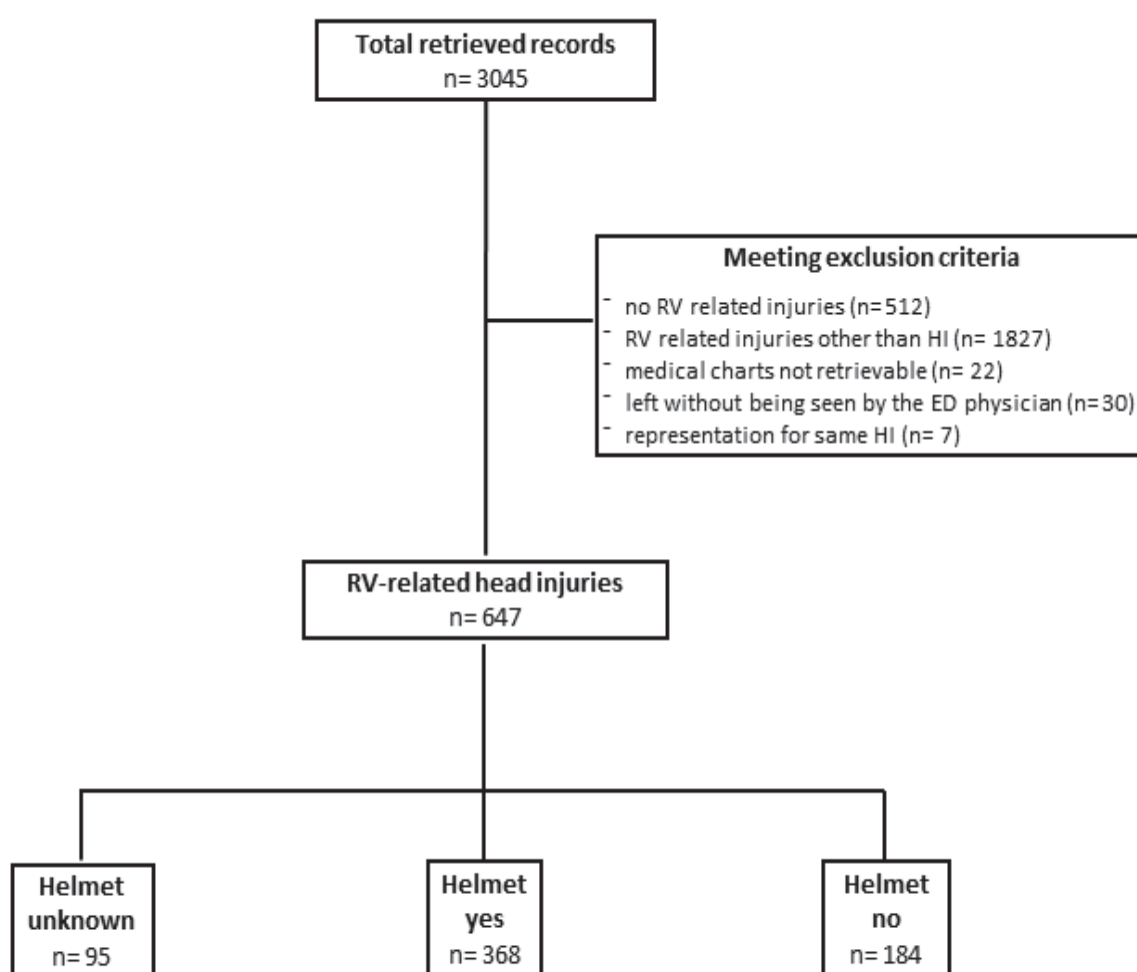 Total retrieved records
n= 3045
Meeting exclusion criteria
- no RV related injuries (n= 512)
- RV related injuries other than HI (n= 1827)
- medical charts not retrievable (n= 22)
- left without being seen by the ED physician (n= 30)
- representation for same HI (n= 7)
RV-related head injuries
n= 647
Helmet
unknown
n= 95
Helmet
yes
n= 368
Helmet
no
n= 184